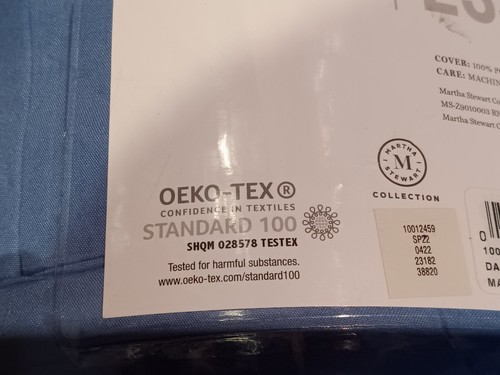 COVER: 100%
CARE: MACHIN
Martha Stewart
MS-Z9010003
Martha Stewart
MARTHA STEWART
M
COLLECTION
OEKO-TEX®
CONFIDENCE IN TEXTILES
STANDARD 100
SHQM 028578 TESTEX
Tested for harmful substances.
www.oeko-tex.com/standard100
10012459
SP22
0422
23182
38820
0
100
DA
MA